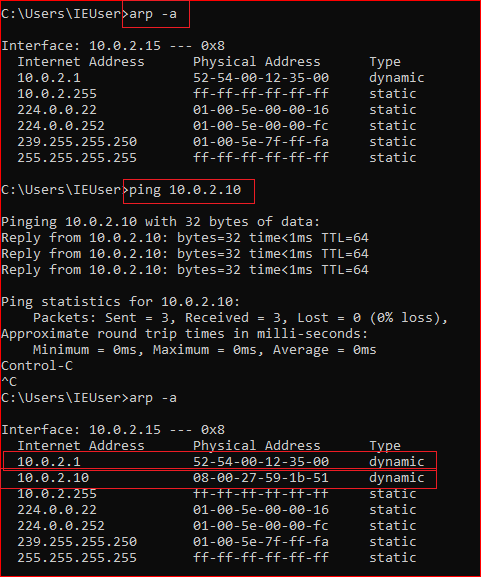 C:\Users\IEUser>arp -a
Interface: 10.0.2.15 --- 0x8
Internet Address Physical Address Type
10.0.2.1 52-54-00-12-35-00 dynamic
10.0.2.255 ff-ff-ff-ff-ff-ff static
224.0.0.22 01-00-5e-00-00-16 static
224.0.0.252 01-00-5e-00-00-fc static
239.255.255.250 01-00-5e-7f-ff-fa static
255.255.255.255 ff-ff-ff-ff-ff-ff static
C:\Users\IEUser>ping 10.0.2.10
Pinging 10.0.2.10 with 32 bytes of data:
Reply from 10.0.2.10: bytes=32 time<1ms TTL=64
Reply from 10.0.2.10: bytes=32 time<1ms TTL=64
Reply from 10.0.2.10: bytes=32 time<1ms TTL=64
Ping statistics for 10.0.2.10:
Packets: Sent = 3, Received = 3, Lost = 0 (0% loss),
Approximate round trip times in milli-seconds:
Minimum = 0ms, Maximum = 0ms, Average = 0ms
Control-C
^C
C:\Users\IEUser>arp -a
Interface: 10.0.2.15 --- 0x8
Internet Address Physical Address Type
10.0.2.1 52-54-00-12-35-00 dynamic
10.0.2.10 08-00-27-59-1b-51 dynamic
10.0.2.255 ff-ff-ff-ff-ff-ff static
224.0.0.22 01-00-5e-00-00-16 static
224.0.0.252 01-00-5e-00-00-fc static
239.255.255.250 01-00-5e-7f-ff-fa static
255.255.255.255 ff-ff-ff-ff-ff-ff static